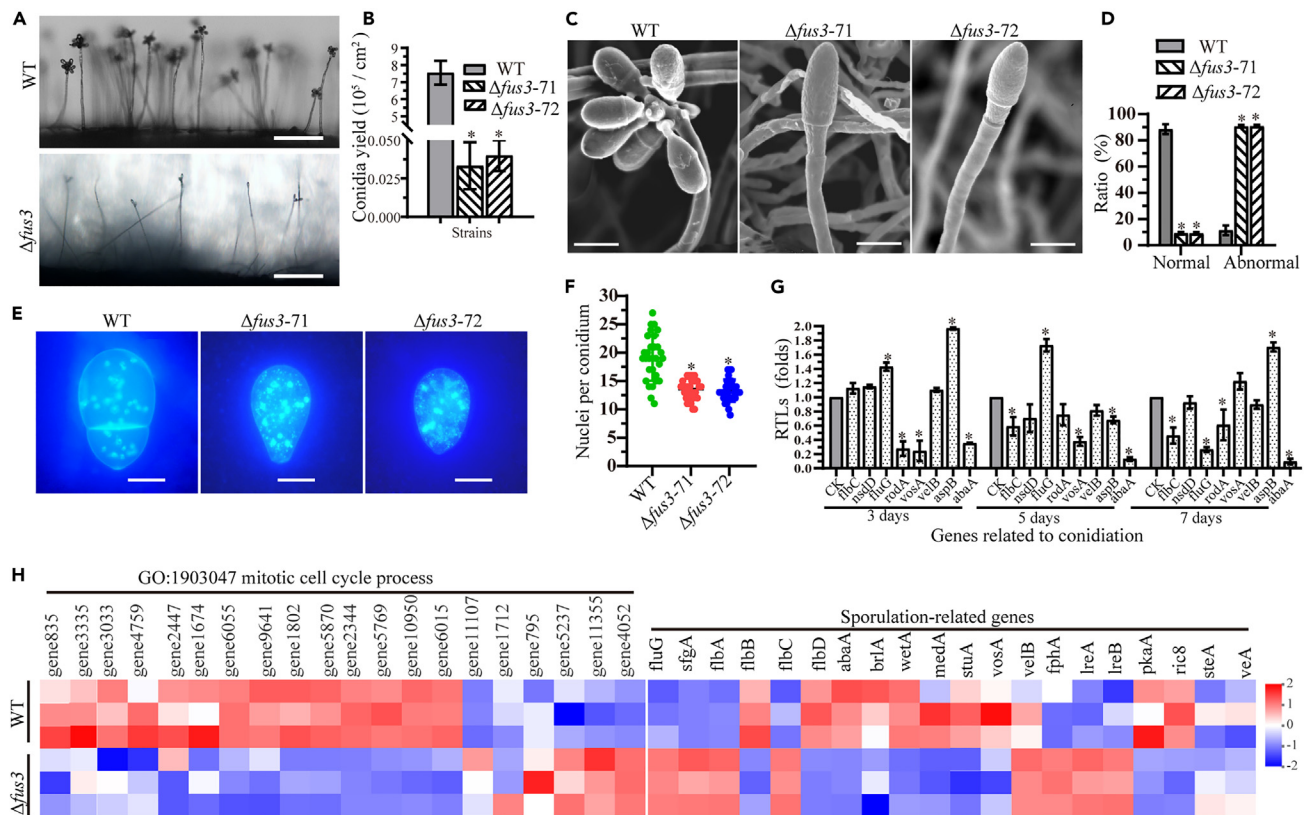 A
WT
Δfus3
B
Conidia yield (10⁵ / cm²)
9
8
7
6
5
0.050
0.025
0.000
* *
Strains
WT
Δfus3-71
Δfus3-72
C
WT Δfus3-71 Δfus3-72
D
WT
Δfus3-71
Δfus3-72
Ratio (%)
100
80
60
40
20
0
* * * *
Normal Abnormal
E
WT Δfus3-71 Δfus3-72
F
Nuclei per conidium
30
25
20
15
10
5
0
* *
WT Δfus3-71 Δfus3-72
G
RTLs (folds)
2.0
1.8
1.6
1.4
1.2
1.0
0.8
0.6
0.4
0.2
0.0
* * * * * * * * * * * * * * *
CK flbC nsdD fluG rodA vosA velB aspB abaA CK flbC nsdD fluG rodA vosA velB aspB abaA CK flbC nsdD fluG rodA vosA velB aspB abaA
3 days 5 days 7 days
Genes related to conidiation
H
GO:1903047 mitotic cell cycle process
Sporulation-related genes
gene835 gene3335 gene3033 gene4759 gene2447 gene1674 gene6055 gene9641 gene1802 gene5870 gene2344 gene5769 gene10950 gene6015 gene11107 gene1712 gene795 gene5237 gene11355 gene4052 fluG sfgA flbA flbB flbC flbD abaA brlA wetA medA stuA vosA velB fphA lreA lreB pkaA ric8 steA veA
WT
Δfus3
2
1
0
-1
-2